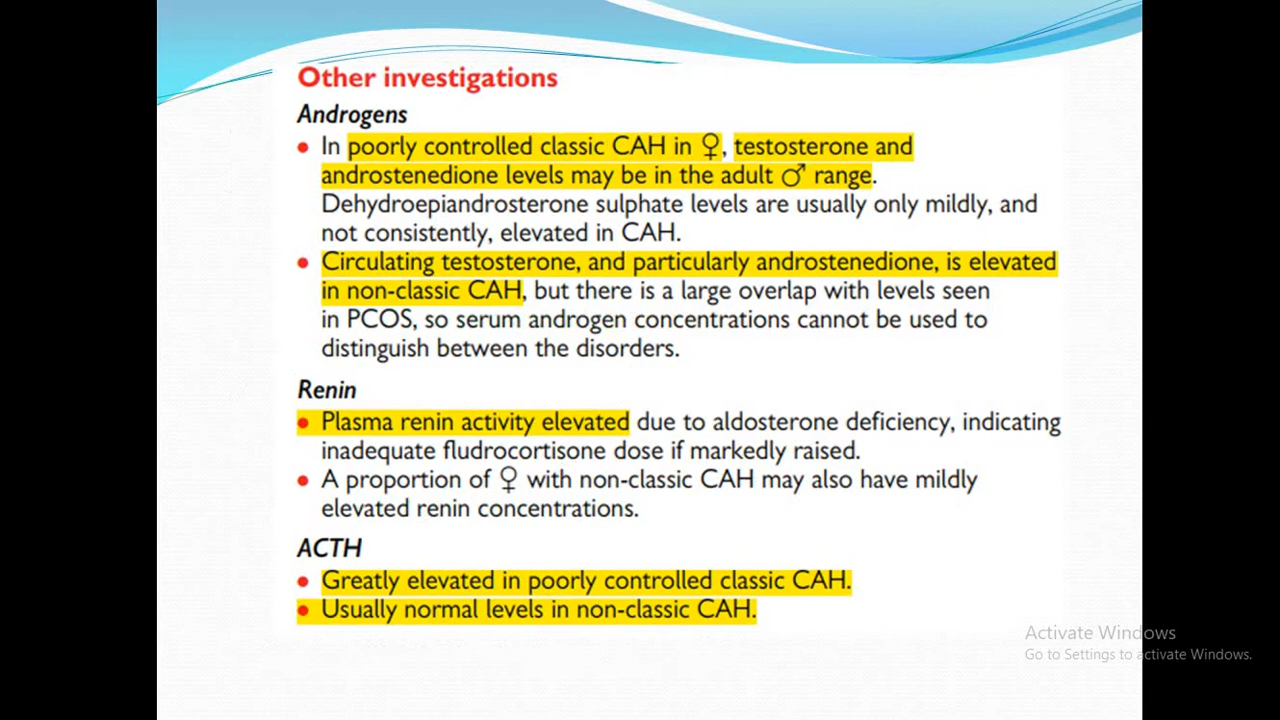 Other investigations
Androgens
• In poorly controlled classic CAH in ♀, testosterone and
androstenedione levels may be in the adult ♂ range.
Dehydroepiandrosterone sulphate levels are usually only mildly, and
not consistently, elevated in CAH.
• Circulating testosterone, and particularly androstenedione, is elevated
in non-classic CAH, but there is a large overlap with levels seen
in PCOS, so serum androgen concentrations cannot be used to
distinguish between the disorders.
Renin
• Plasma renin activity elevated due to aldosterone deficiency, indicating
inadequate fludrocortisone dose if markedly raised.
• A proportion of ♀ with non-classic CAH may also have mildly
elevated renin concentrations.
ACTH
• Greatly elevated in poorly controlled classic CAH.
• Usually normal levels in non-classic CAH.
Activate Windows
Go to Settings to activate Windows.